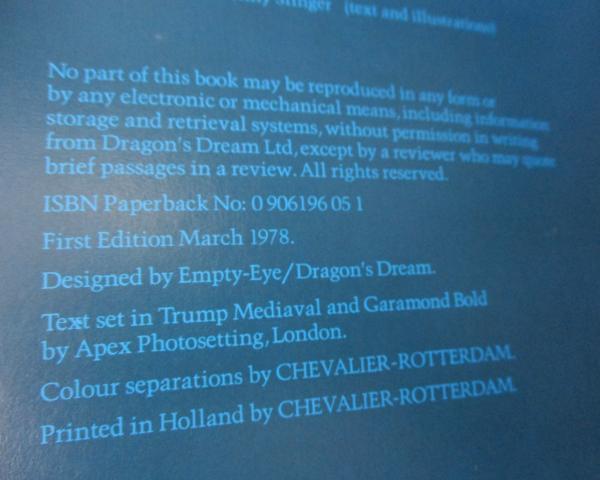 (text and illustrations)
No part of this book may be reproduced in any form or
by any electronic or mechanical means, including information
storage and retrieval systems, without permission in writing
from Dragon's Dream Ltd, except by a reviewer who may quote
brief passages in a review. All rights reserved.
ISBN Paperback No: 0 906196 05 1
First Edition March 1978.
Designed by Empty-Eye/Dragon's Dream.
Text set in Trump Mediaval and Garamond Bold
by Apex Photosetting, London.
Colour separations by CHEVALIER-ROTTERDAM.
Printed in Holland by CHEVALIER-ROTTERDAM.